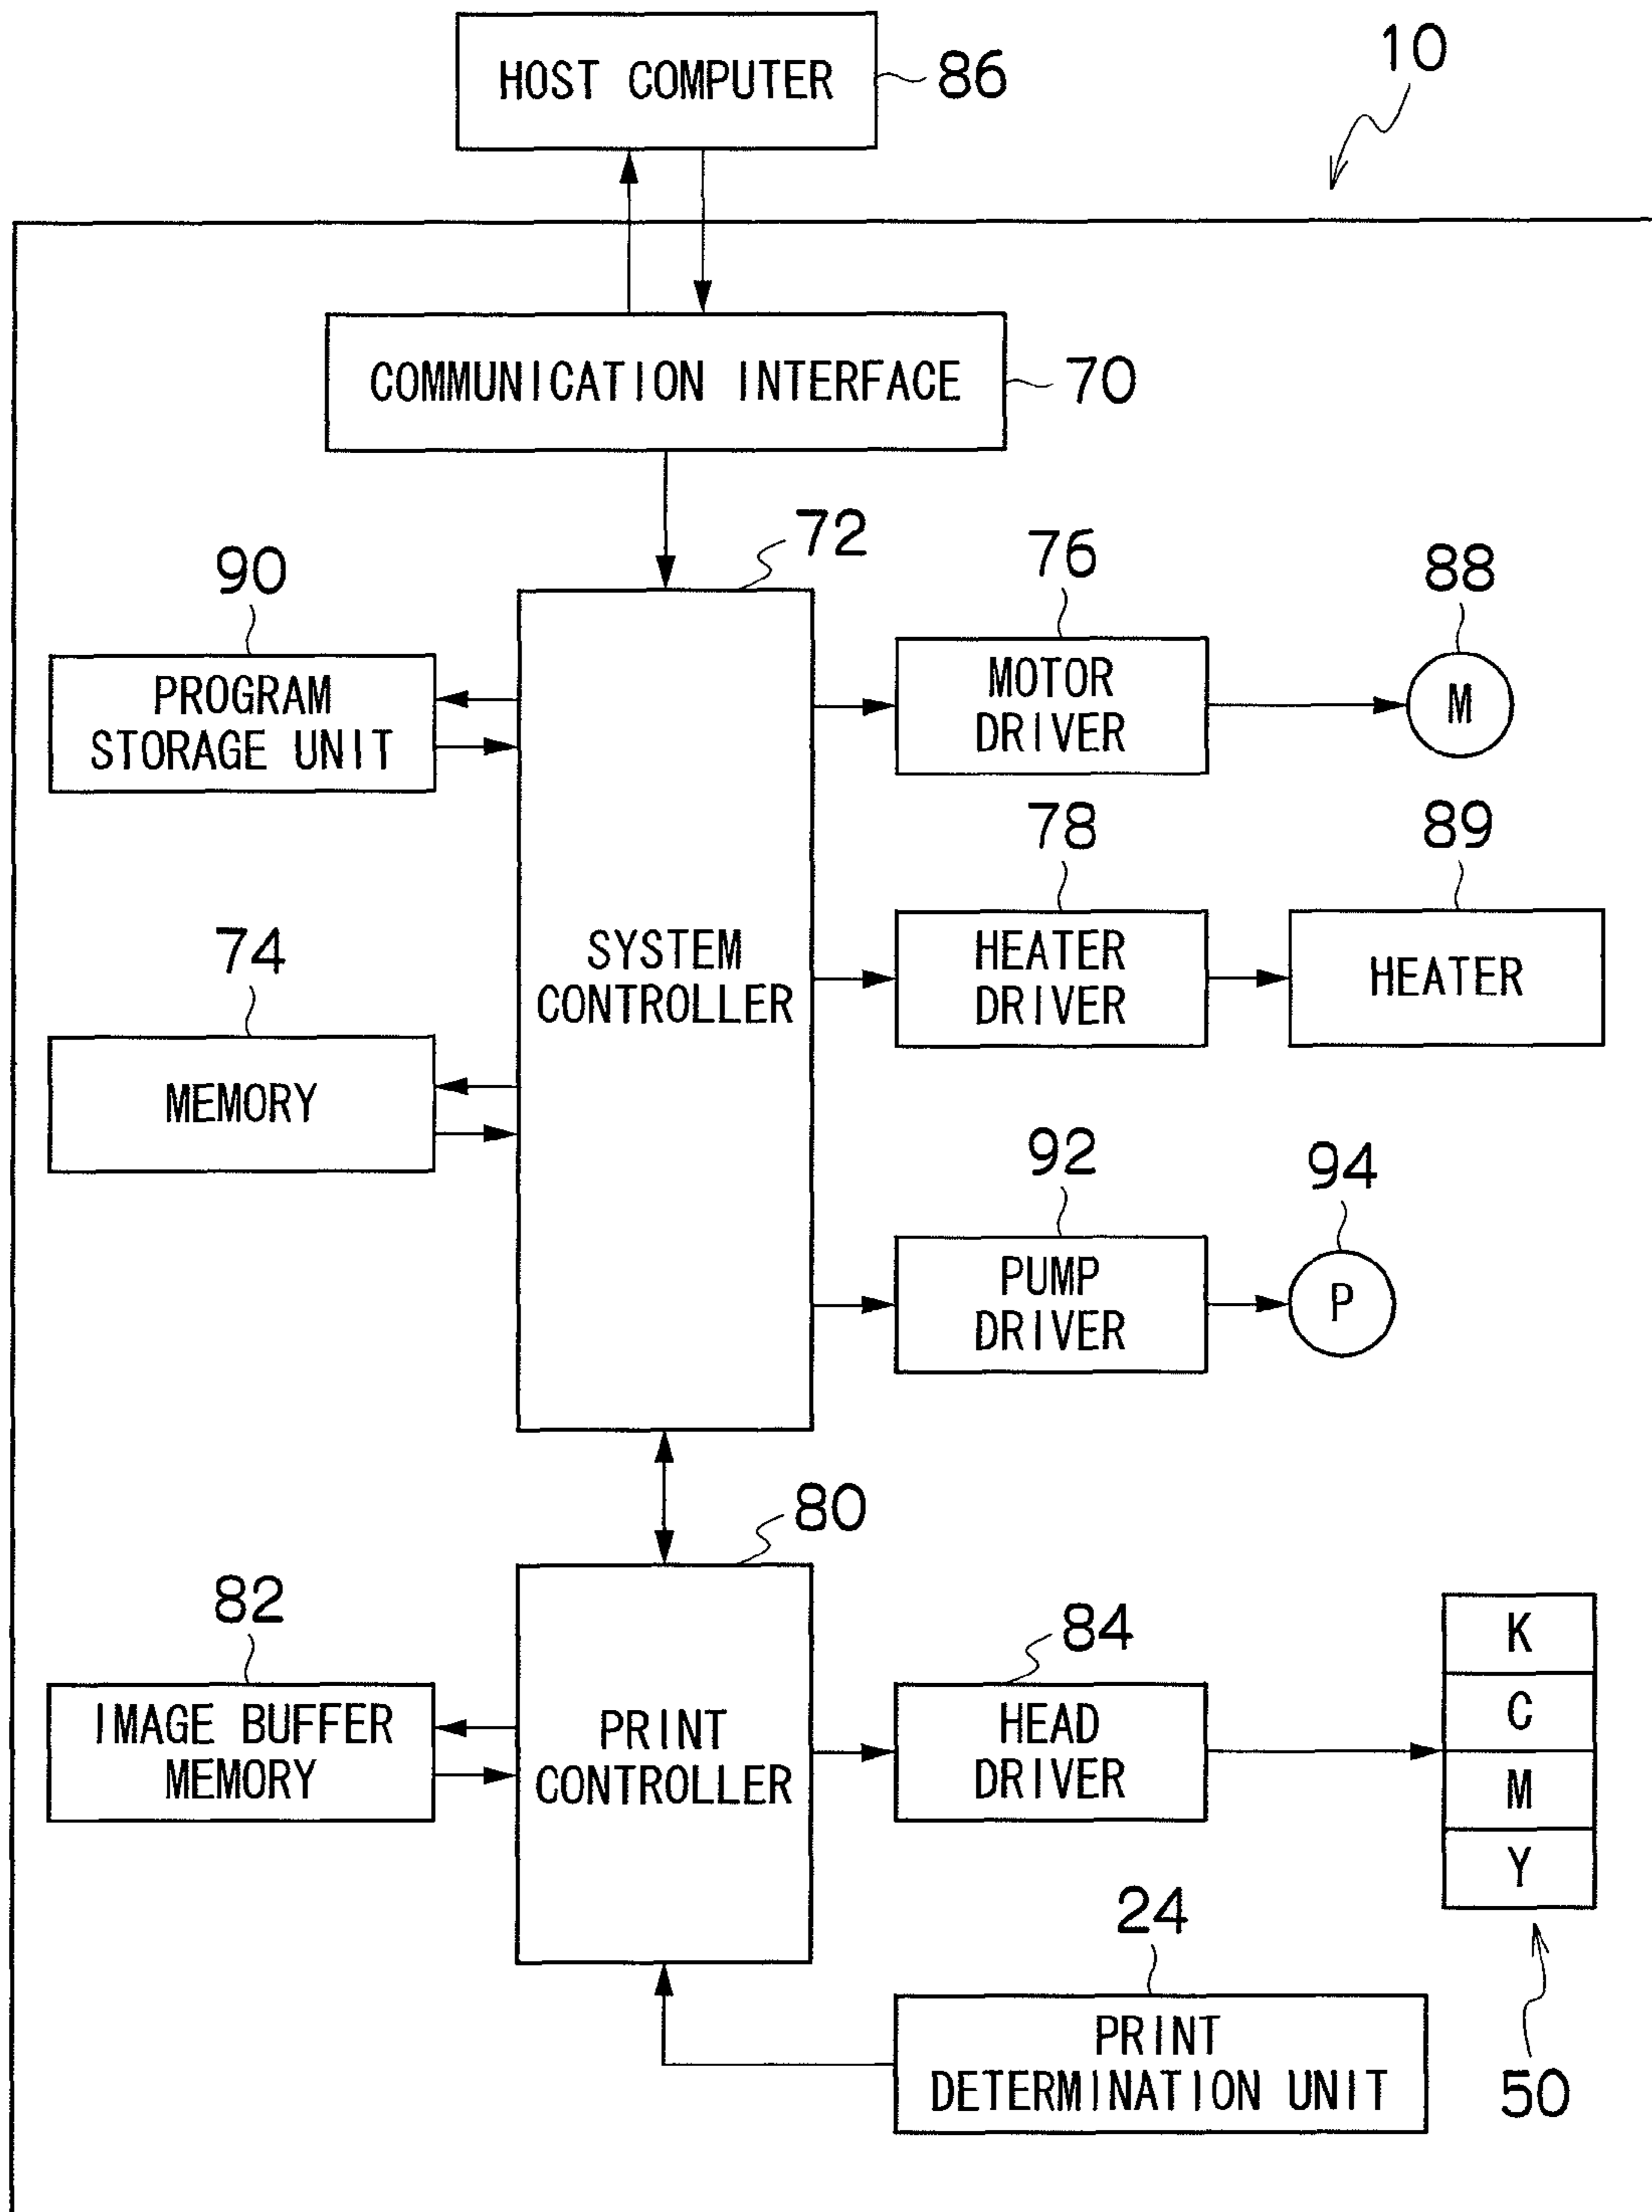 10
HOST COMPUTER
86
COMMUNICATION INTERFACE
70
72
90
PROGRAM
STORAGE UNIT
76
MOTOR
DRIVER
88
M
SYSTEM
CONTROLLER
78
HEATER
DRIVER
89
HEATER
74
MEMORY
92
PUMP
DRIVER
94
P
80
82
IMAGE BUFFER
MEMORY
PRINT
CONTROLLER
84
HEAD
DRIVER
K
C
M
Y
50
24
PRINT
DETERMINATION UNIT